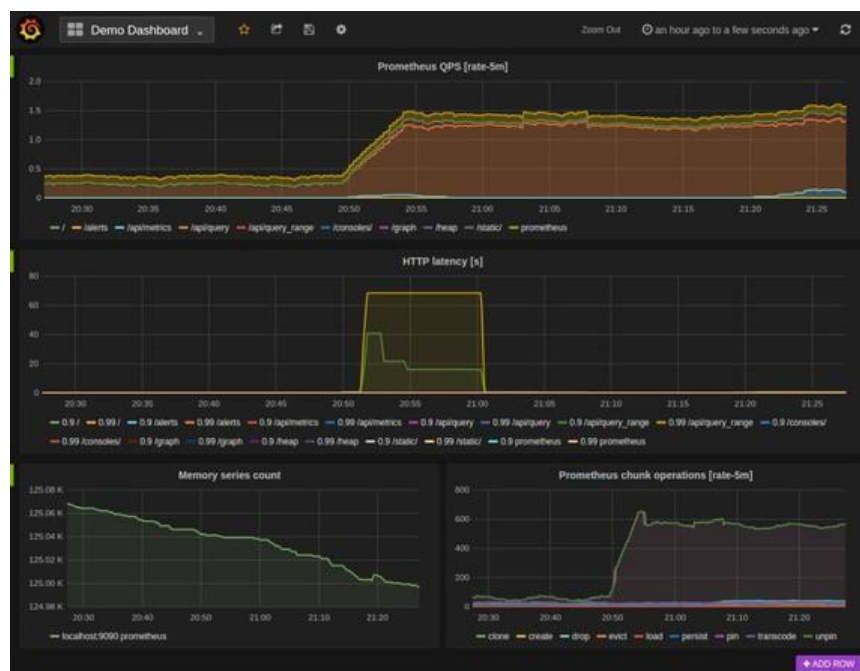 Demo Dashboard
Zoom Out
an hour ago to a few seconds ago
Prometheus QPS [rate-5m]
2.0
1.5
1.0
0.5
0
20:30 20:35 20:40 20:45 20:50 20:55 21:00 21:05 21:10 21:15 21:20 21:25
/ /alerts /api/metrics /api/query /api/query_range /consoles/ /graph /heap /static/ prometheus
HTTP latency [s]
80
60
40
20
0
20:30 20:35 20:40 20:45 20:50 20:55 21:00 21:05 21:10 21:15 21:20 21:25
0.9 / 0.99 / 0.9 /alerts 0.99 /alerts 0.9 /api/metrics 0.99 /api/metrics 0.9 /api/query 0.99 /api/query 0.9 /api/query_range 0.99 /api/query_range 0.9 /consoles/
0.99 /consoles/ 0.9 /graph 0.99 /graph 0.9 /heap 0.99 /heap 0.9 /static/ 0.99 /static/ 0.9 prometheus 0.99 prometheus
Memory series count
125.08 K
125.06 K
125.04 K
125.02 K
125.00 K
124.98 K
20:30 20:40 20:50 21:00 21:10 21:20
localhost:9090 prometheus
Prometheus chunk operations [rate-5m]
800
600
400
200
0
20:30 20:40 20:50 21:00 21:10 21:20
clone create drop evict load persist pin transcode unpin
+ ADD ROW